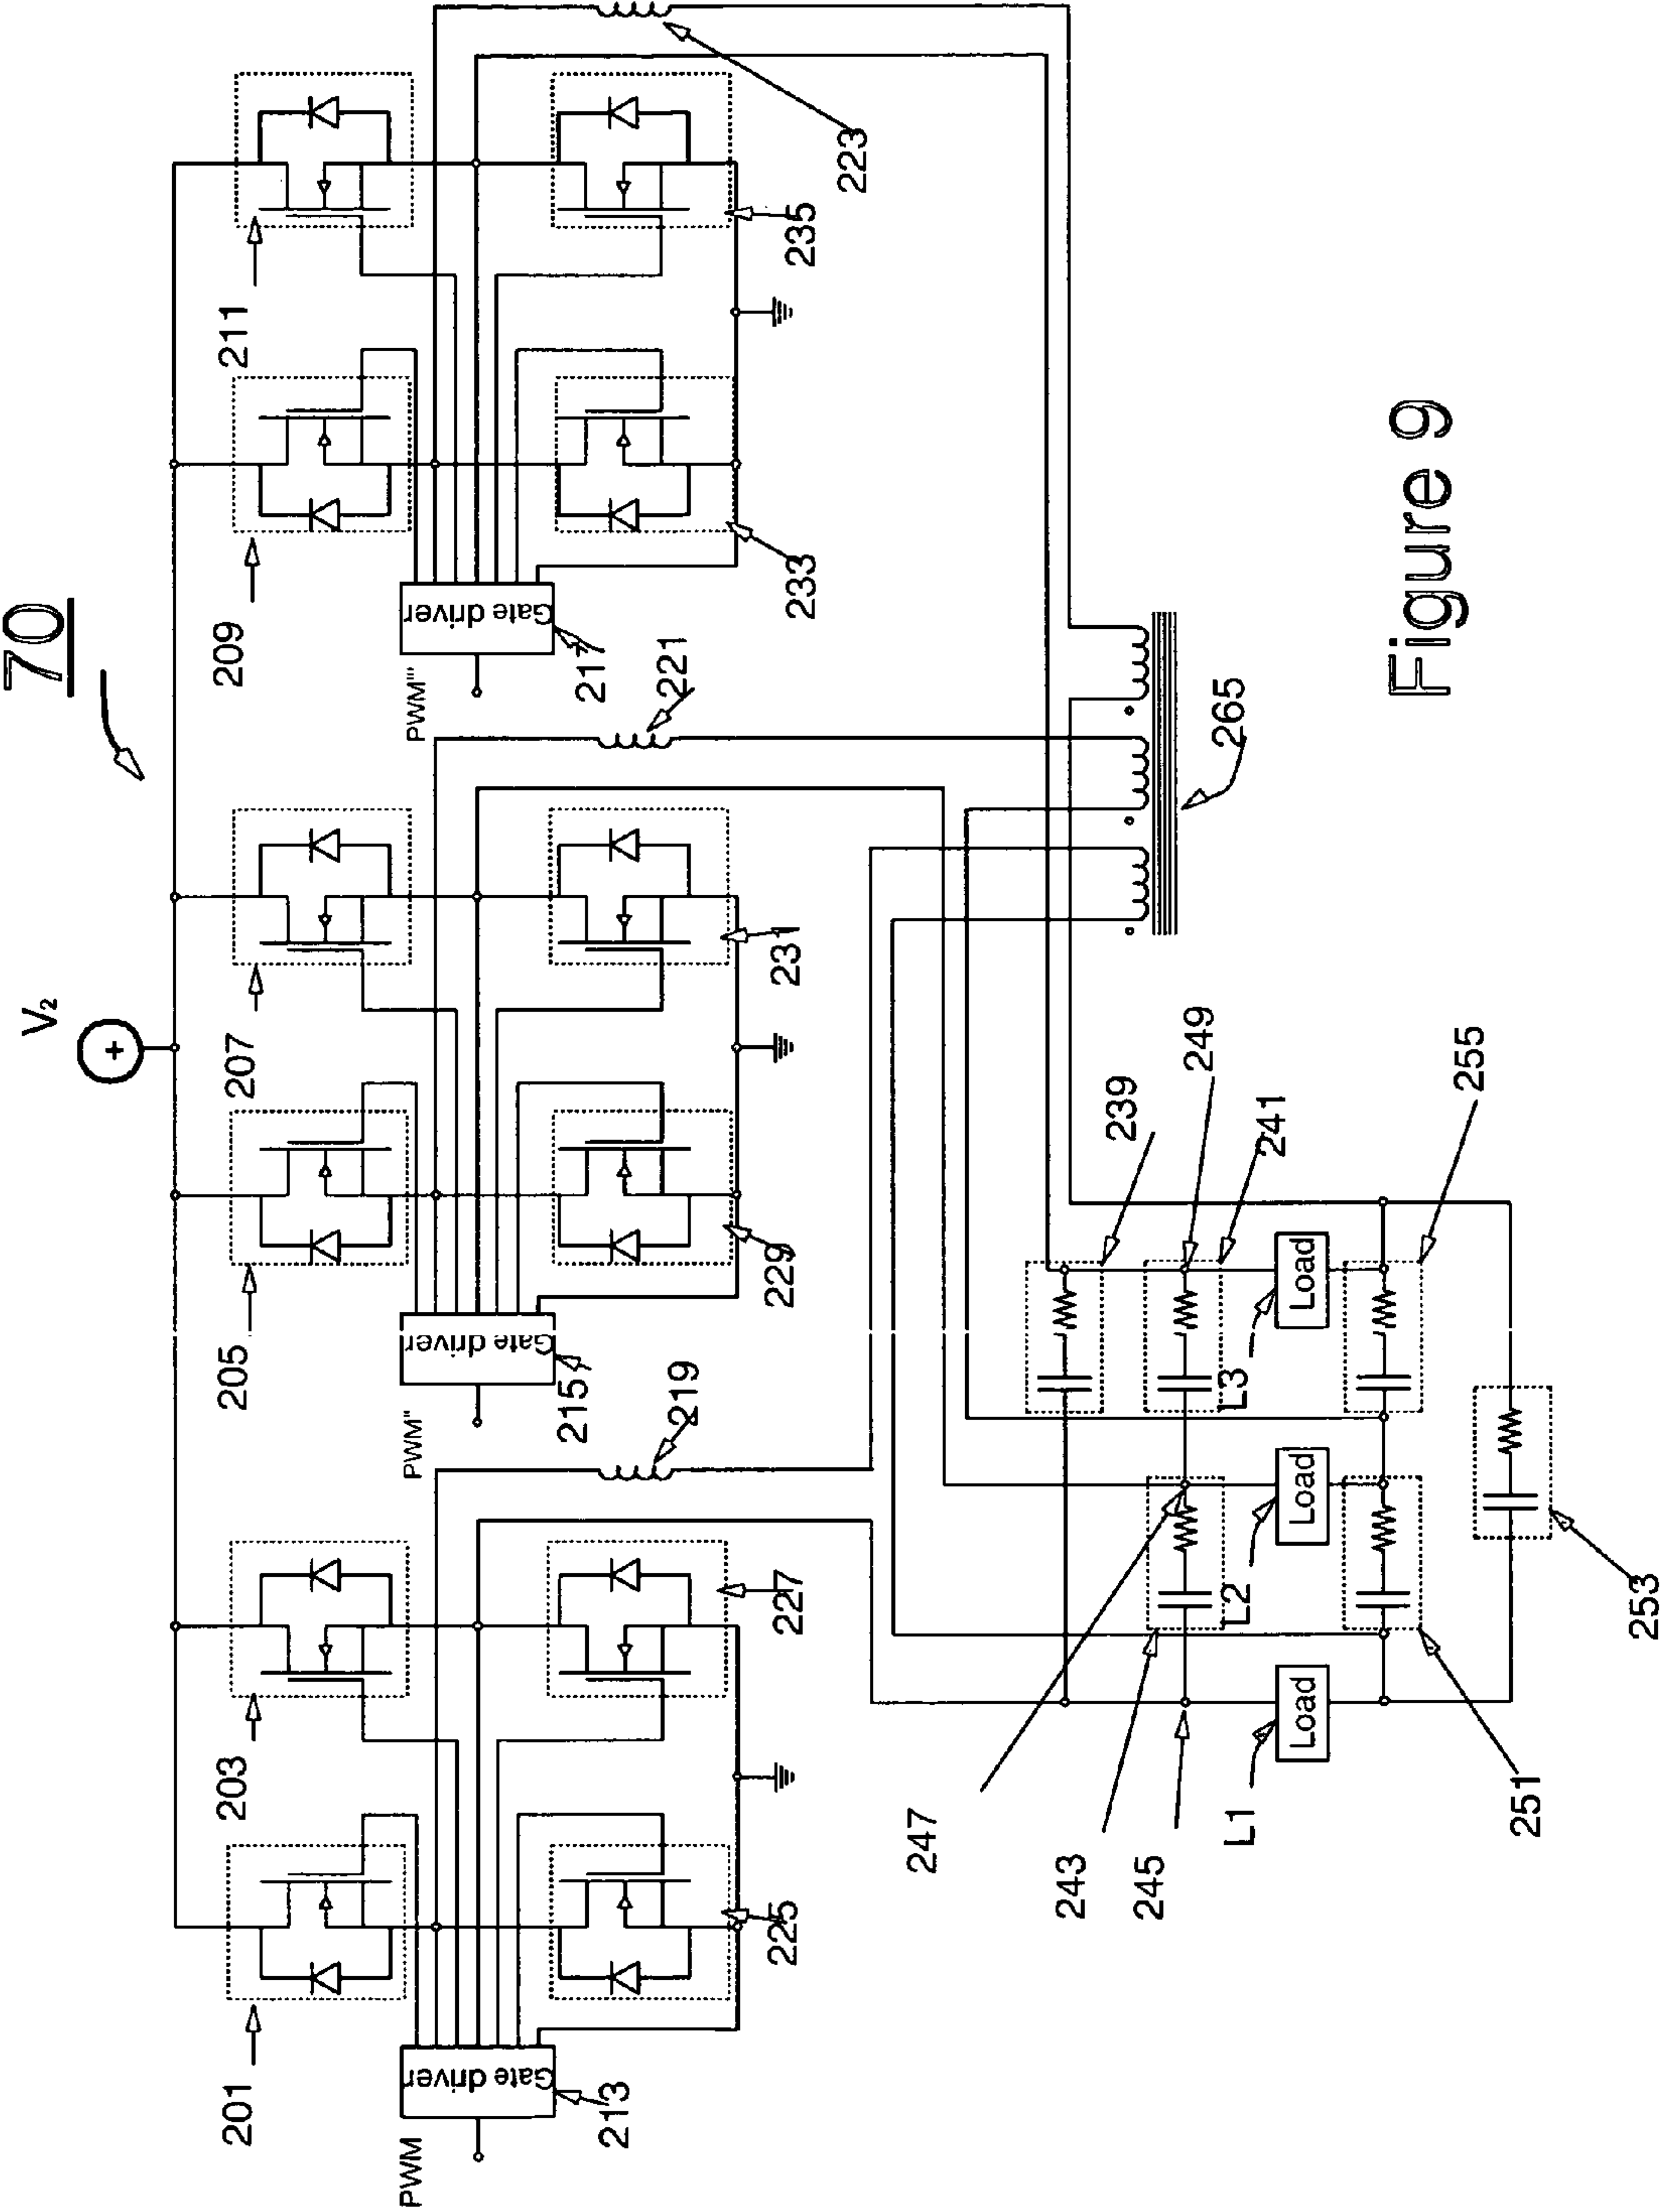 70
V₂
201
203
205
207
209
211
PWM
Gate driver
213
PWM"
Gate driver
215
PWM'''
Gate driver
217
219
221
223
225
227
229
231
233
235
239
249
241
255
247
243
245
L1
Load
L2
Load
L3
Load
251
253
265
Figure 9